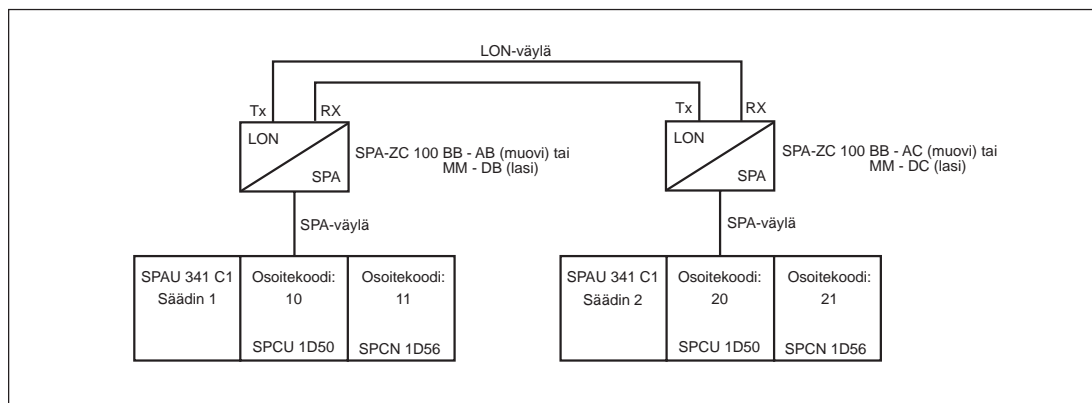 LON-väylä
Tx
RX
Tx
RX
LON
SPA
SPA-ZC 100 BB - AB (muovi) tai
MM - DB (lasi)
LON
SPA
SPA-ZC 100 BB - AC (muovi) tai
MM - DC (lasi)
SPA-väylä
SPA-väylä
SPAU 341 C1
Säädin 1
Osoitekoodi:
10
SPCU 1D50
Osoitekoodi:
11
SPCN 1D56
SPAU 341 C1
Säädin 2
Osoitekoodi:
20
SPCU 1D50
Osoitekoodi:
21
SPCN 1D56